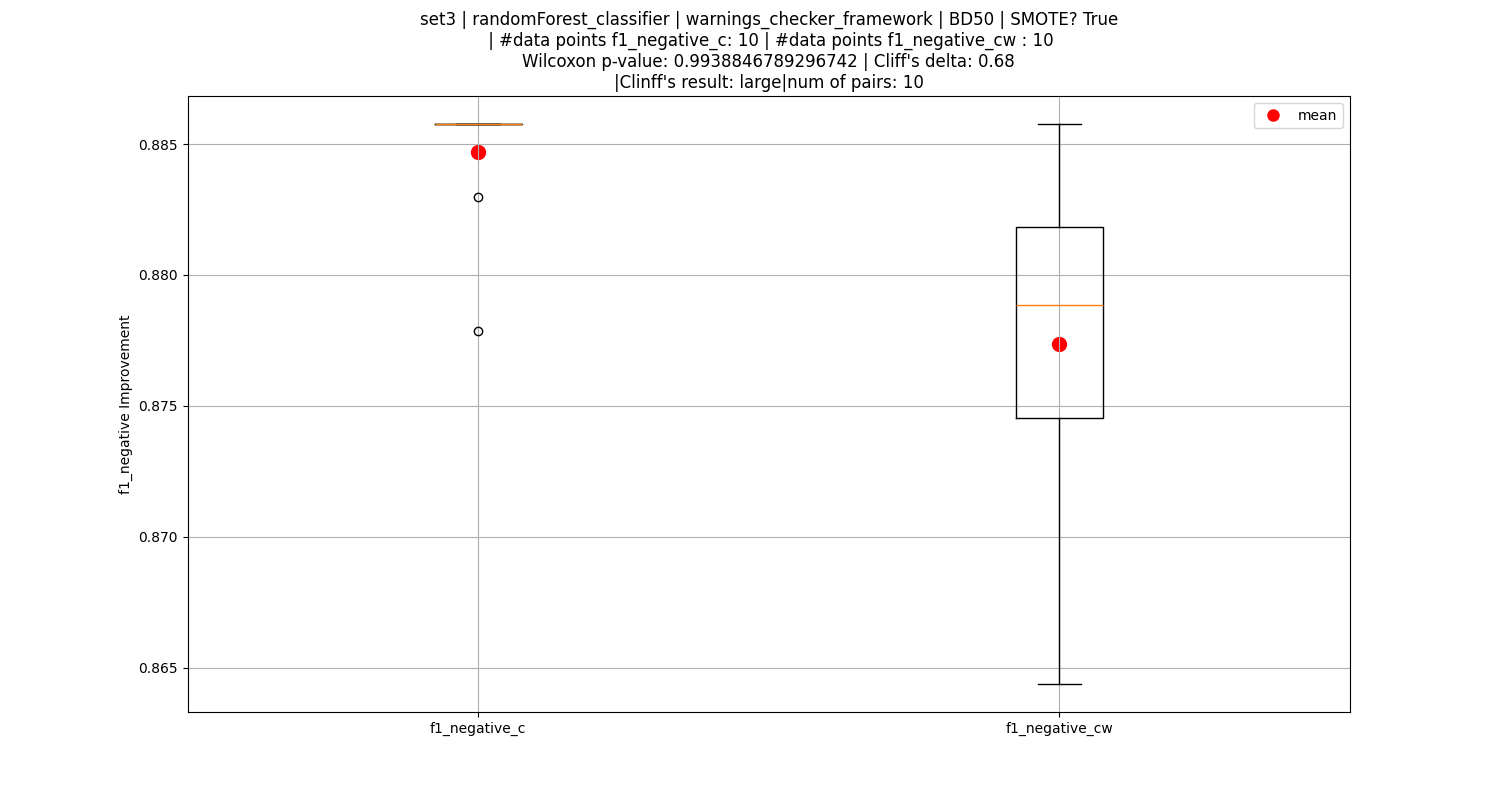 set3 | randomForest_classifier | warnings_checker_framework | BD50 | SMOTE? True
| #data points f1_negative_c: 10 | #data points f1_negative_cw : 10
Wilcoxon p-value: 0.9938846789296742 | Cliff's delta: 0.68
|Clinff's result: large|num of pairs: 10
mean
0.885
0.880
0.875
0.870
0.865
f1_negative Improvement
f1_negative_c
f1_negative_cw